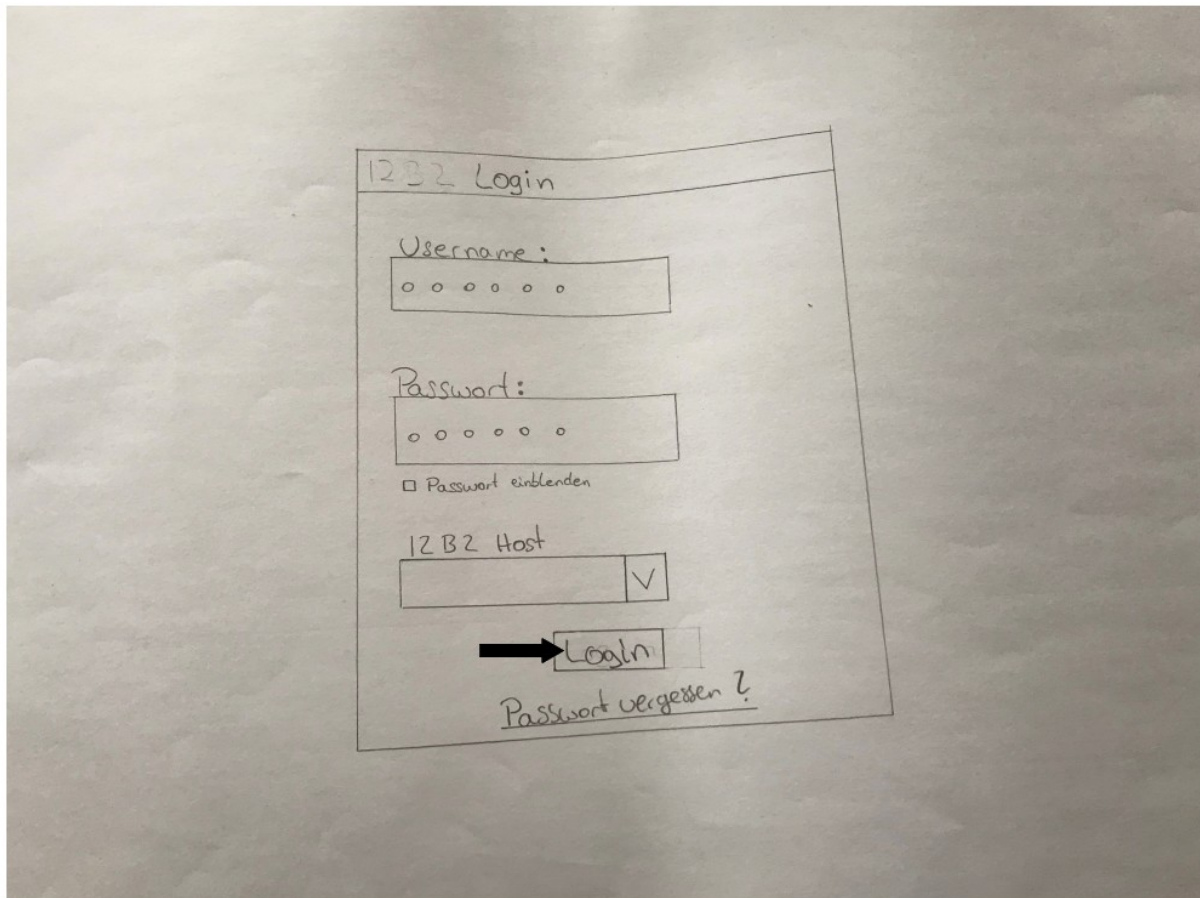 12B2 Login
Username:
Passwort:
Passwort einblenden
12B2 Host
LogIn
Passwort vergessen?